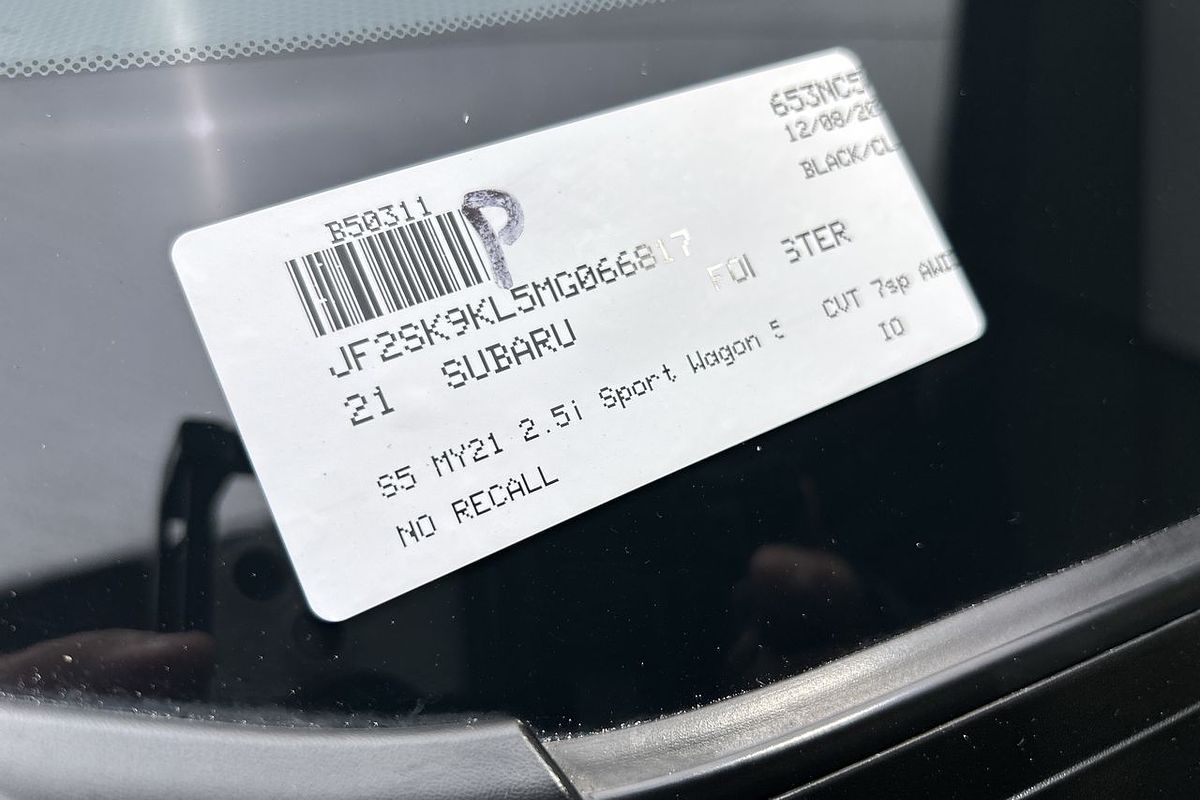 653NC5
12/08/20
BLACK/CL
B50311
P
JF2SK9KL5MG066817
21 SUBARU FO STER
S5 MY21 2.5i Sport Wagon 5 CVT 7sp AWD
NO RECALL IO